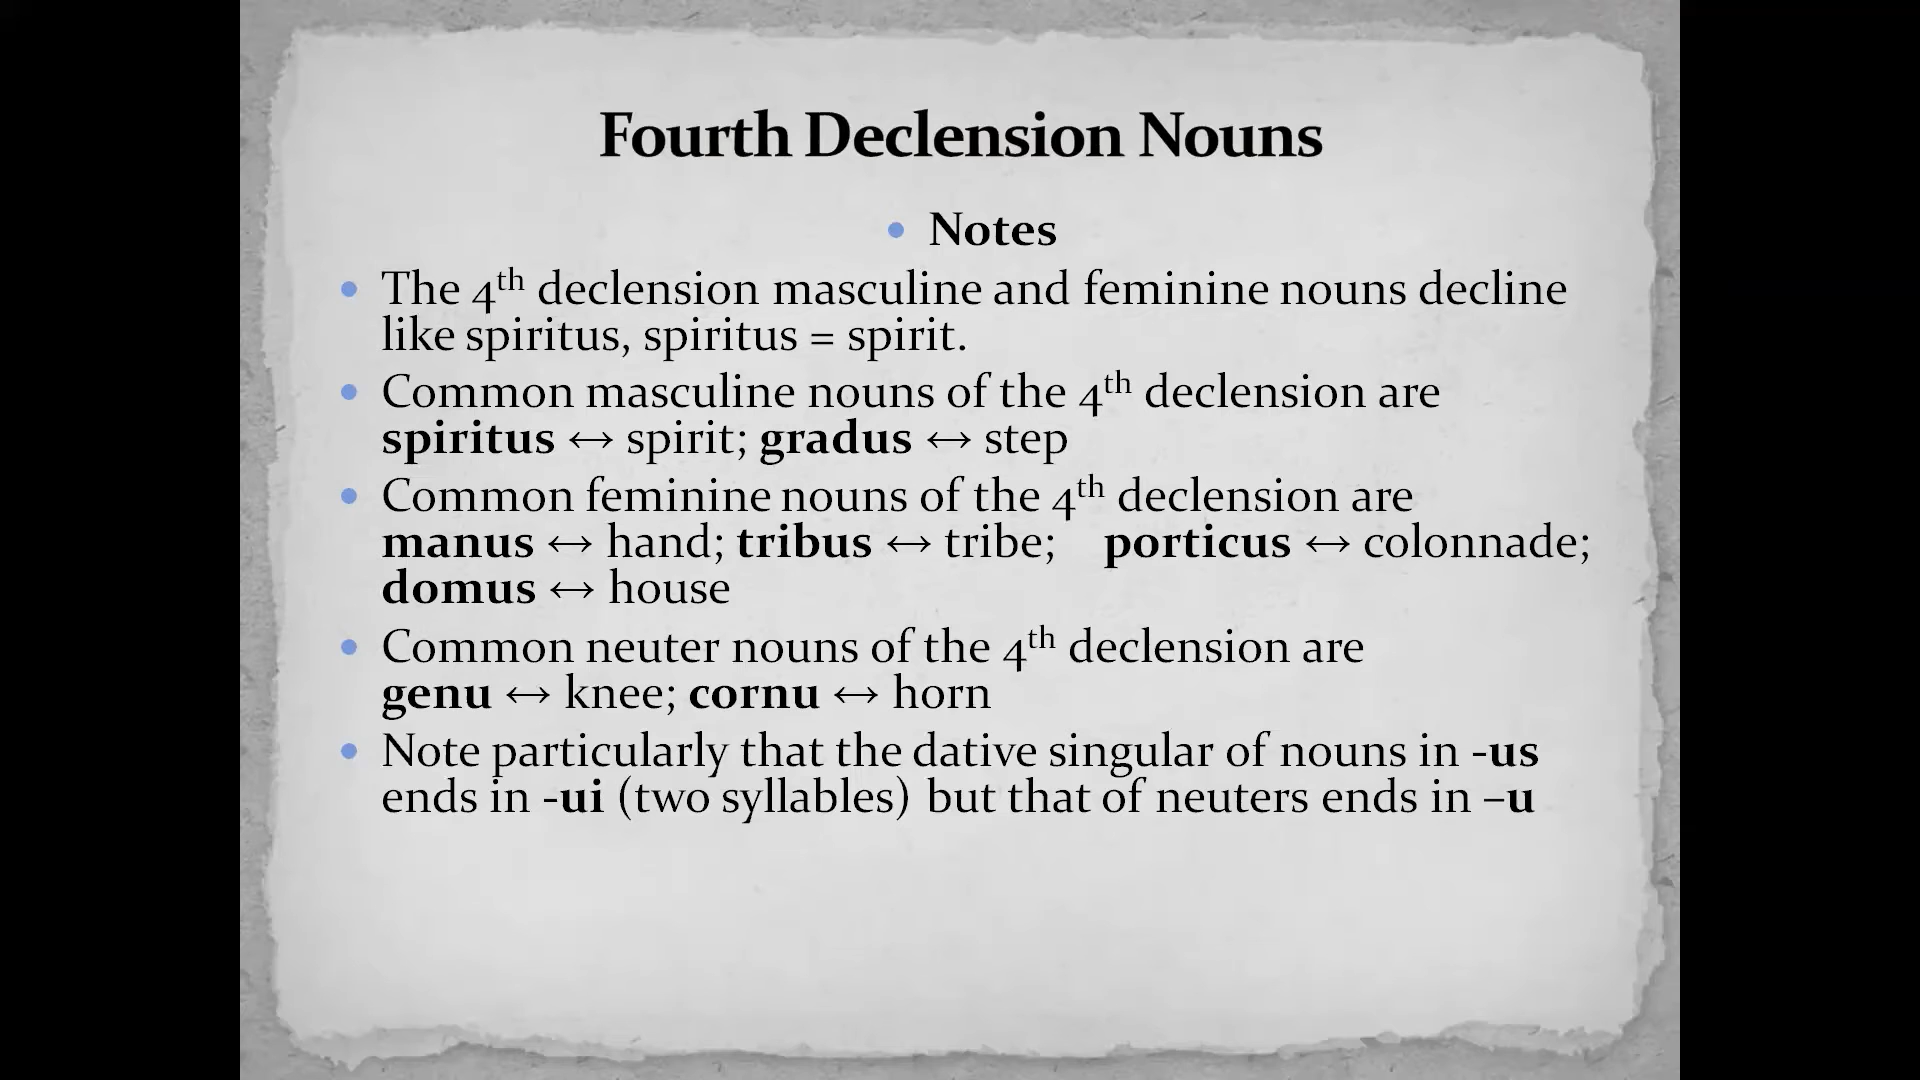 Fourth Declension Nouns
• Notes
• The 4th declension masculine and feminine nouns decline
like spiritus, spiritus = spirit.
• Common masculine nouns of the 4th declension are
spiritus ↔ spirit; gradus ↔ step
• Common feminine nouns of the 4th declension are
manus ↔ hand; tribus ↔ tribe; porticus ↔ colonnade;
domus ↔ house
• Common neuter nouns of the 4th declension are
genu ↔ knee; cornu ↔ horn
• Note particularly that the dative singular of nouns in -us
ends in -ui (two syllables) but that of neuters ends in –u